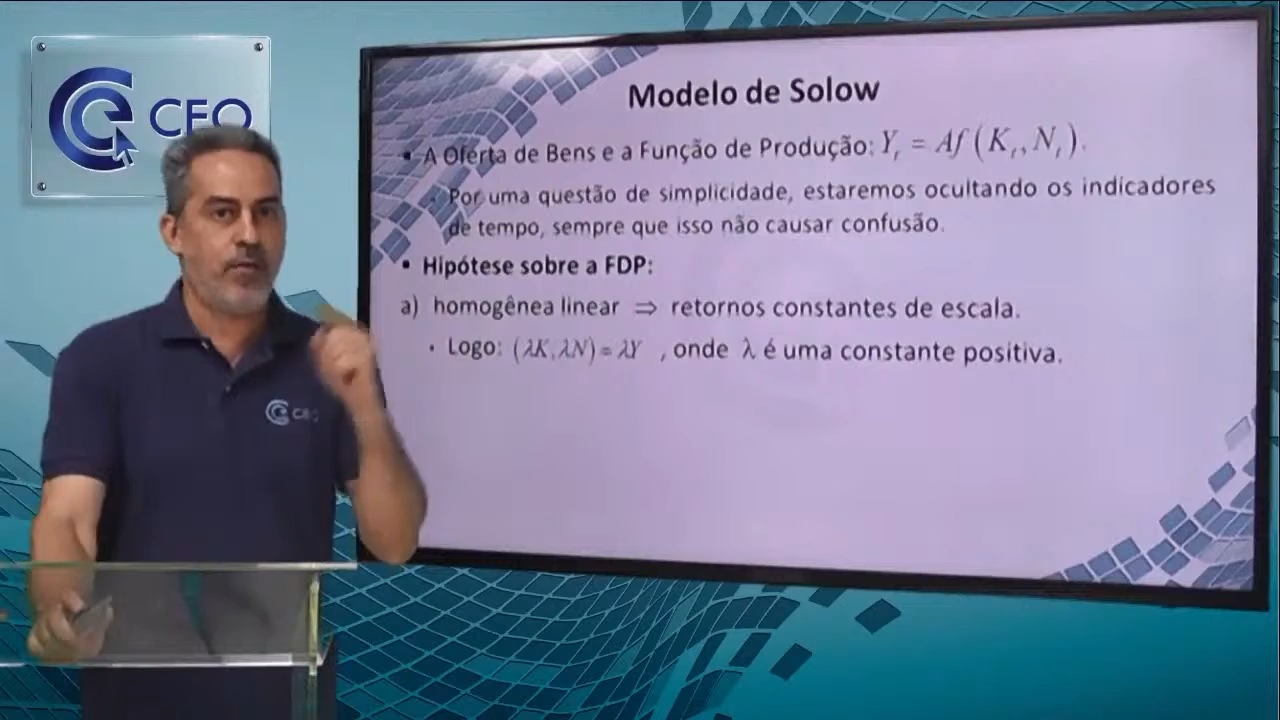 CEO
Modelo de Solow
• A Oferta de Bens e a Função de Produção: Yₜ = Af (Kₜ, Nₜ).
Por uma questão de simplicidade, estaremos ocultando os indicadores
de tempo, sempre que isso não causar confusão.
• Hipótese sobre a FDP:
a) homogênea linear ⇒ retornos constantes de escala.
• Logo: (λK, λN) = λY , onde λ é uma constante positiva.